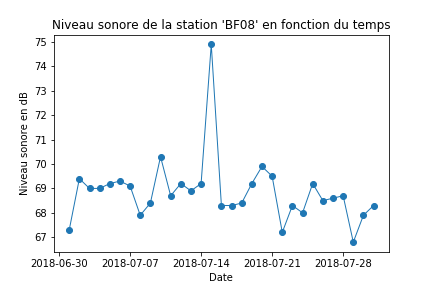 Niveau sonore de la station 'BF08' en fonction du temps
75
74
73
72
71
70
69
68
67
Niveau sonore en dB
2018-06-30 2018-07-07 2018-07-14 2018-07-21 2018-07-28
Date